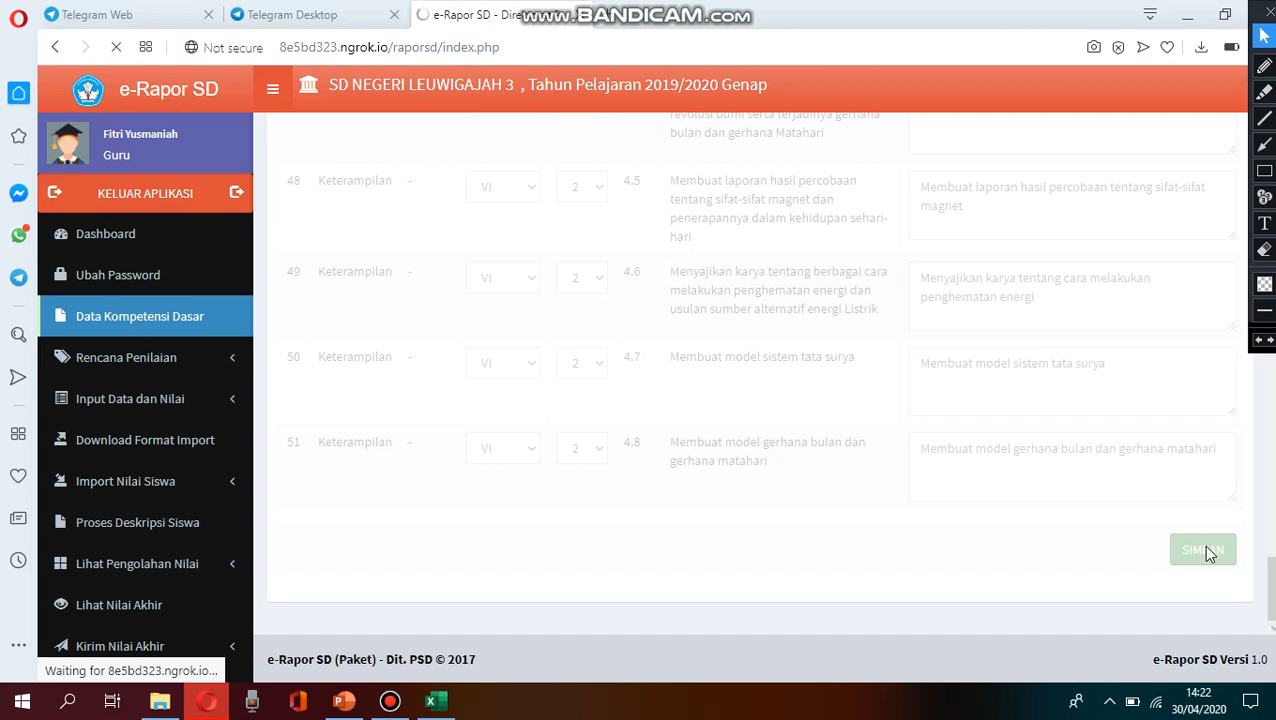 Telegram Web
Telegram Desktop
e-Rapor SD - Dire
www.BANDICAM.com
Not secure
8e5bd323.ngrok.io/raporsd/index.php
e-Rapor SD
SD NEGERI LEUWIGAJAH 3 , Tahun Pelajaran 2019/2020 Genap
Fitri Yusmaniah
Guru
KELUAR APLIKASI
Dashboard
Ubah Password
Data Kompetensi Dasar
Rencana Penilaian
Input Data dan Nilai
Download Format Import
Import Nilai Siswa
Proses Deskripsi Siswa
Lihat Pengolahan Nilai
Lihat Nilai Akhir
Kirim Nilai Akhir
Waiting for 8e5bd323.ngrok.io...
revolusi bumi serta terjadinya gerhana
bulan dan gerhana Matahari
48 Keterampilan - VI 2 4.5
Membuat laporan hasil percobaan
tentang sifat-sifat magnet dan
penerapannya dalam kehidupan sehari-
hari
Membuat laporan hasil percobaan tentang sifat-sifat
magnet
49 Keterampilan - VI 2 4.6
Menyajikan karya tentang berbagai cara
melakukan penghematan energi dan
usulan sumber alternatif energi Listrik
Menyajikan karya tentang cara melakukan
penghematan energi
50 Keterampilan - VI 2 4.7
Membuat model sistem tata surya
Membuat model sistem tata surya
51 Keterampilan - VI 2 4.8
Membuat model gerhana bulan dan
gerhana matahari
Membuat model gerhana bulan dan gerhana matahari
SIMPAN
e-Rapor SD (Paket) - Dit. PSD © 2017
e-Rapor SD Versi 1.0
14:22
30/04/2020